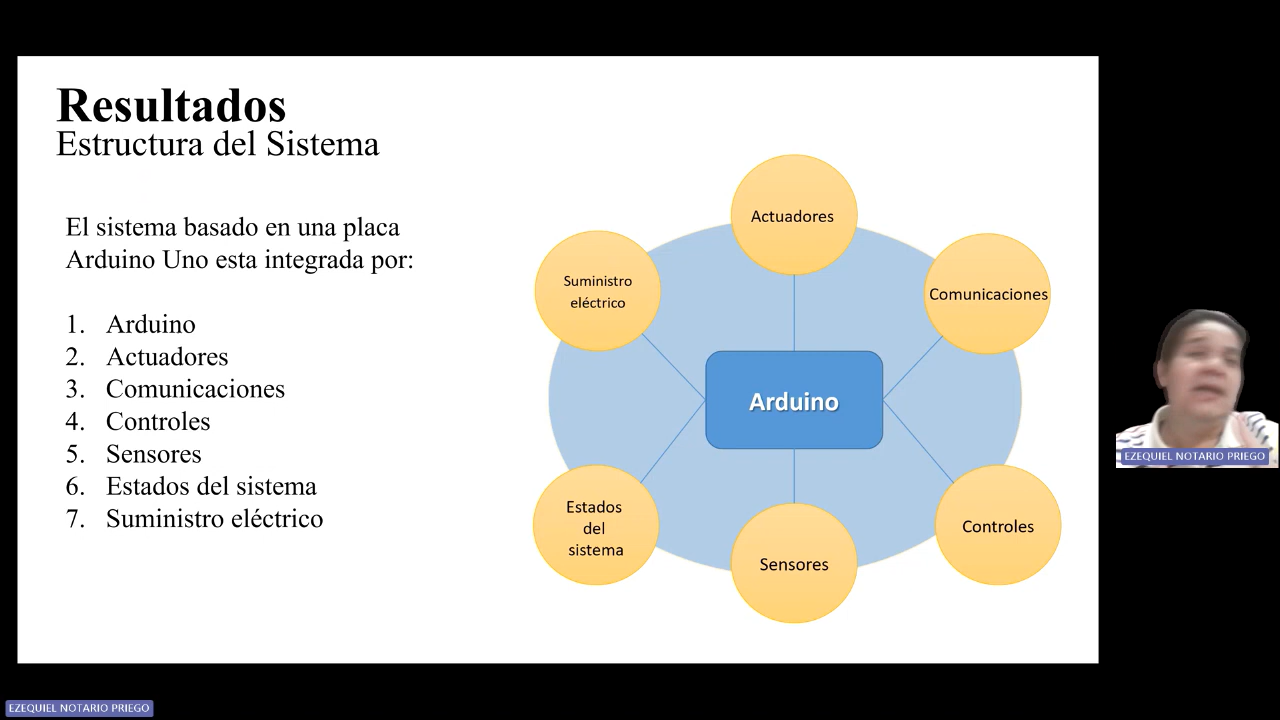 Resultados
Estructura del Sistema
El sistema basado en una placa
Arduino Uno esta integrada por:
1. Arduino
2. Actuadores
3. Comunicaciones
4. Controles
5. Sensores
6. Estados del sistema
7. Suministro eléctrico
Actuadores
Suministro
eléctrico
Comunicaciones
Arduino
Estados
del
sistema
Sensores
Controles
EZEQUIEL NOTARIO PRIEGO
EZEQUIEL NOTARIO PRIEGO